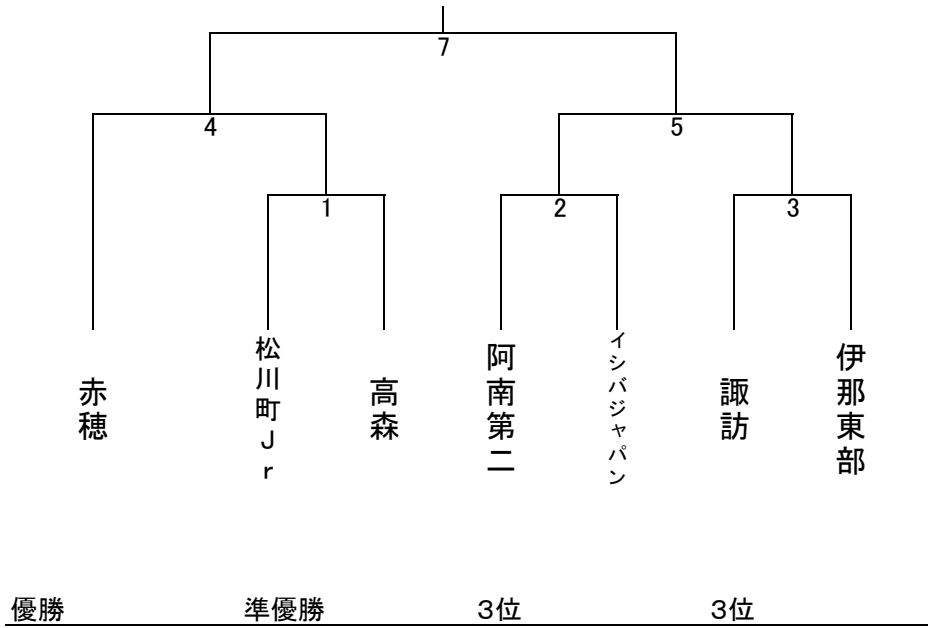 7
4
5
1
2
3
赤穂
松川町Jr
高森
阿南第二
イシバジャパン
諏訪
伊那東部
優勝 準優勝 3位 3位